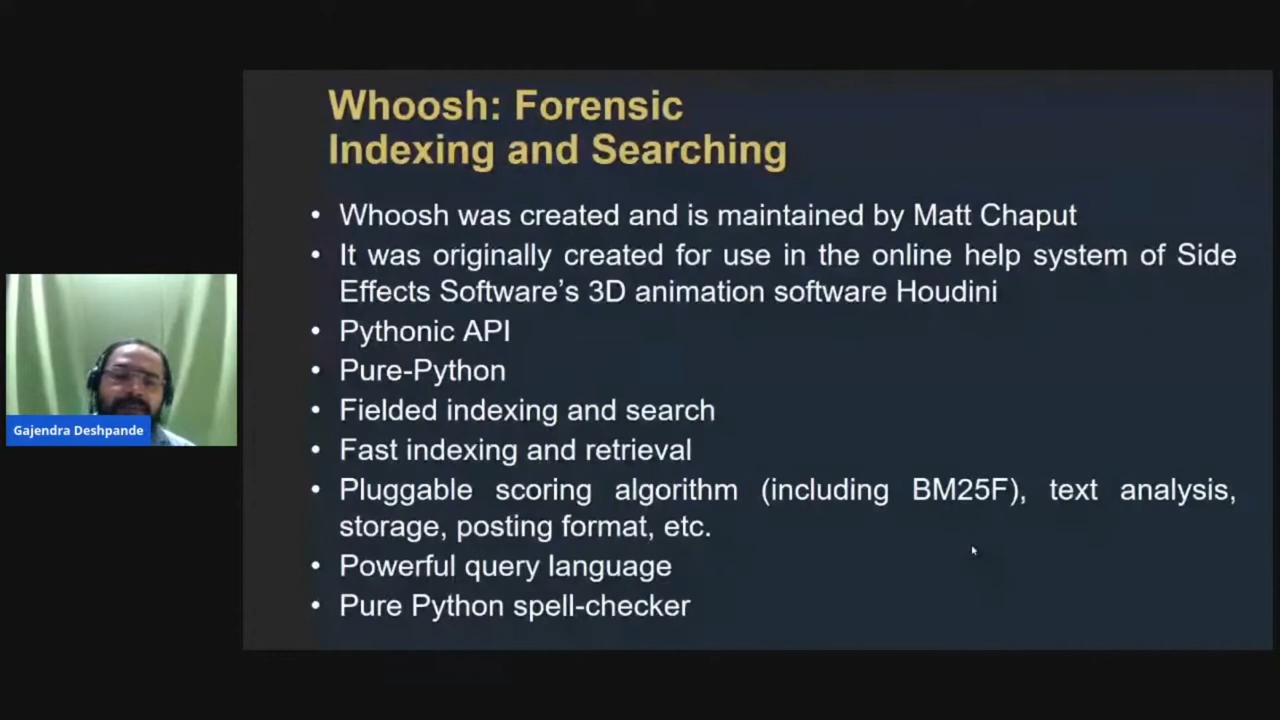 Whoosh: Forensic
Indexing and Searching
• Whoosh was created and is maintained by Matt Chaput
• It was originally created for use in the online help system of Side
Effects Software’s 3D animation software Houdini
• Pythonic API
• Pure-Python
• Fielded indexing and search
• Fast indexing and retrieval
• Pluggable scoring algorithm (including BM25F), text analysis,
storage, posting format, etc.
• Powerful query language
• Pure Python spell-checker
Gajendra Deshpande